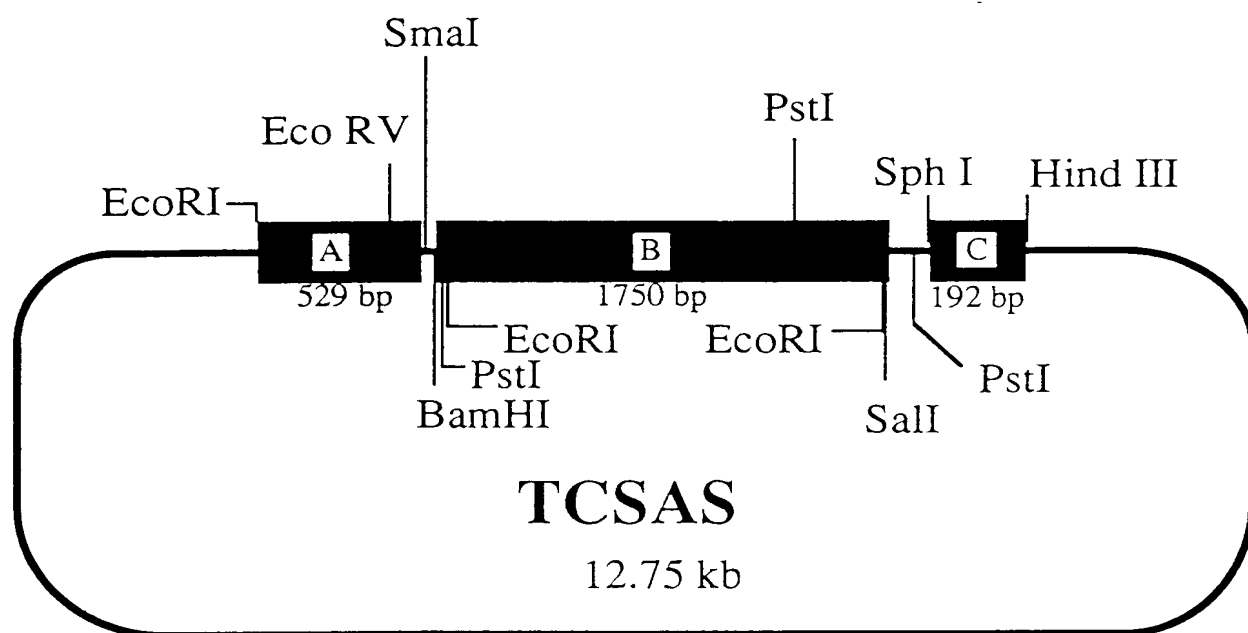 SmaI
PstI
Eco RV
Sph I
Hind III
EcoRI
A
B
C
529 bp
1750 bp
192 bp
EcoRI
EcoRI
PstI
PstI
BamHI
SalI
TCSAS
12.75 kb